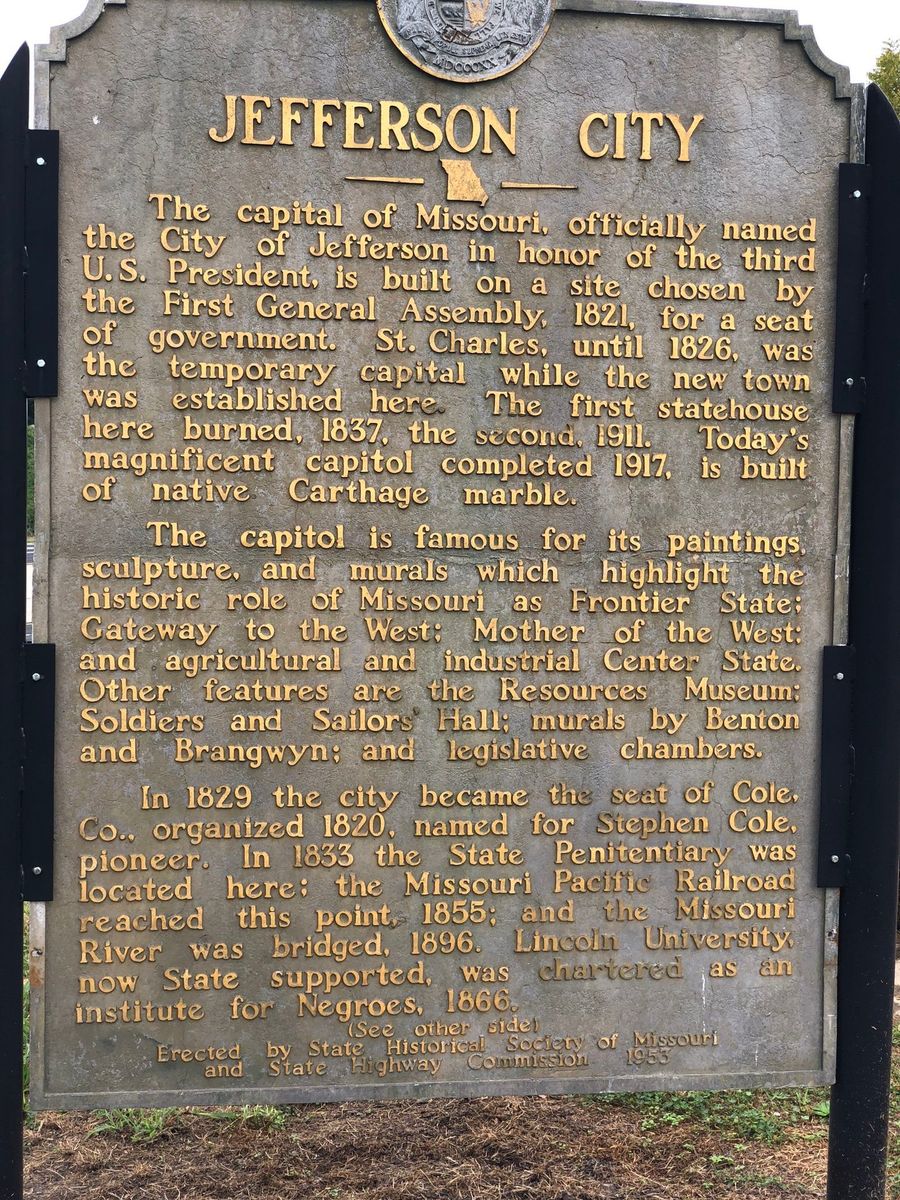 MDCCCXX
JEFFERSON CITY
The capital of Missouri, officially named
the City of Jefferson in honor of the third
U.S. President, is built on a site chosen by
the First General Assembly, 1821, for a seat
of government. St. Charles, until 1826, was
the temporary capital while the new town
was established here. The first statehouse
here burned, 1837, the second, 1911. Today's
magnificent capitol completed 1917, is built
of native Carthage marble.
The capitol is famous for its paintings,
sculpture, and murals which highlight the
historic role of Missouri as Frontier State;
Gateway to the West; Mother of the West;
and agricultural and industrial Center State.
Other features are the Resources Museum;
Soldiers and Sailors Hall; murals by Benton
and Brangwyn; and legislative chambers.
In 1829 the city became the seat of Cole,
Co., organized 1820, named for Stephen Cole,
pioneer. In 1833 the State Penitentiary was
located here; the Missouri Pacific Railroad
reached this point, 1855; and the Missouri
River was bridged, 1896. Lincoln University,
now State supported, was chartered as an
institute for Negroes, 1866.
(See other side)
Erected by State Historical Society of Missouri
and State Highway Commission 1953